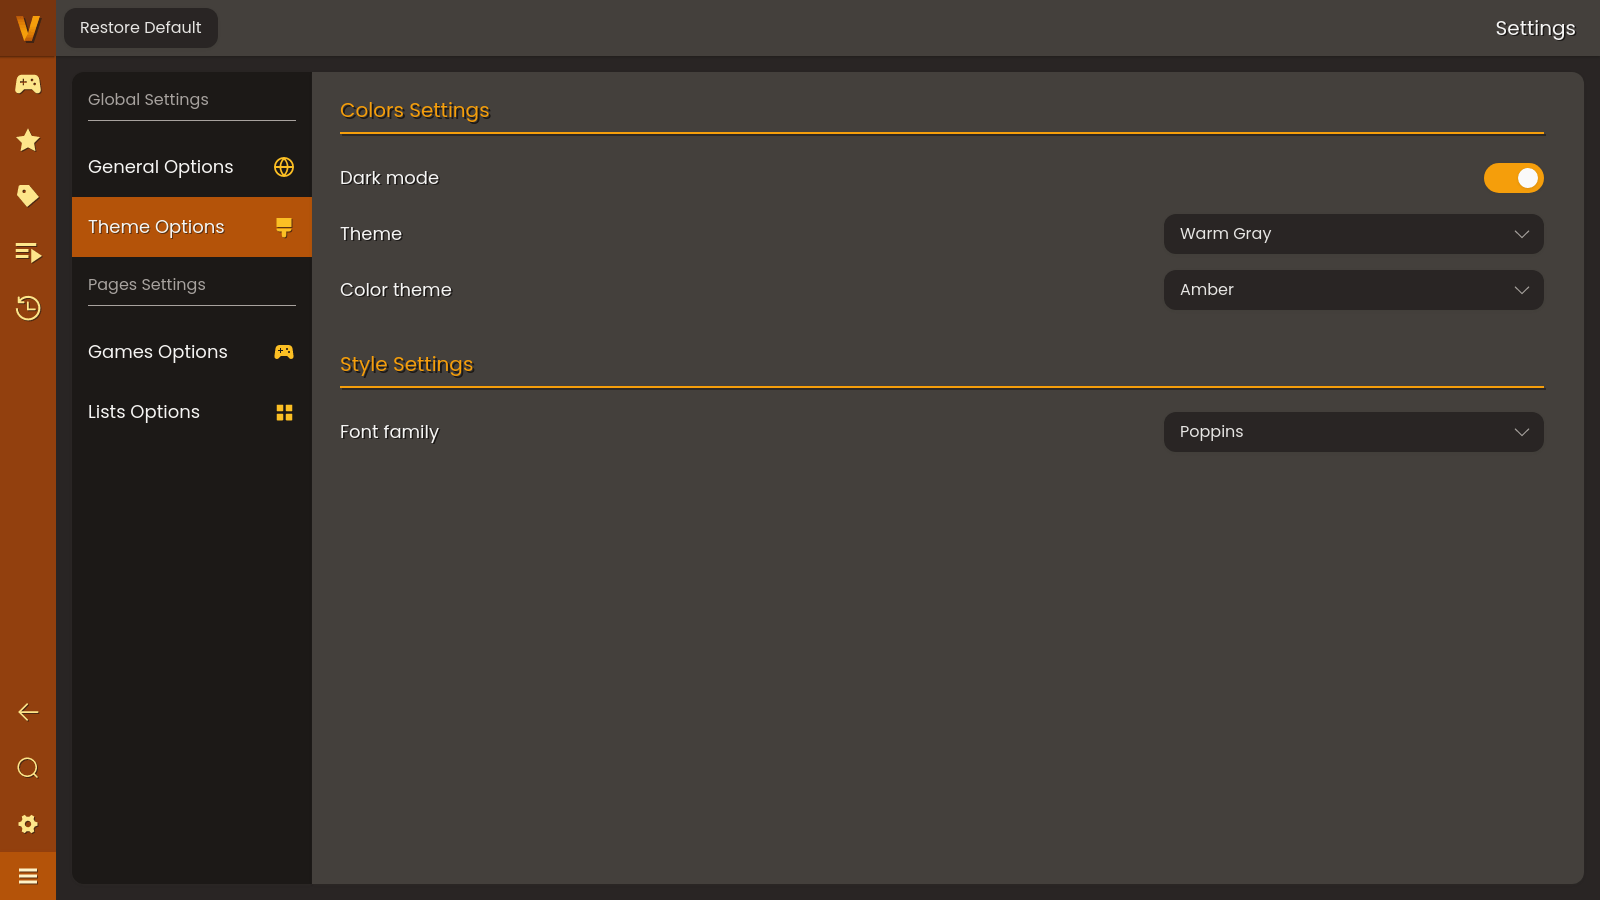 Restore Default
Settings
Global Settings
General Options
Theme Options
Pages Settings
Games Options
Lists Options
Colors Settings
Dark mode
Theme
Warm Gray
Color theme
Amber
Style Settings
Font family
Poppins